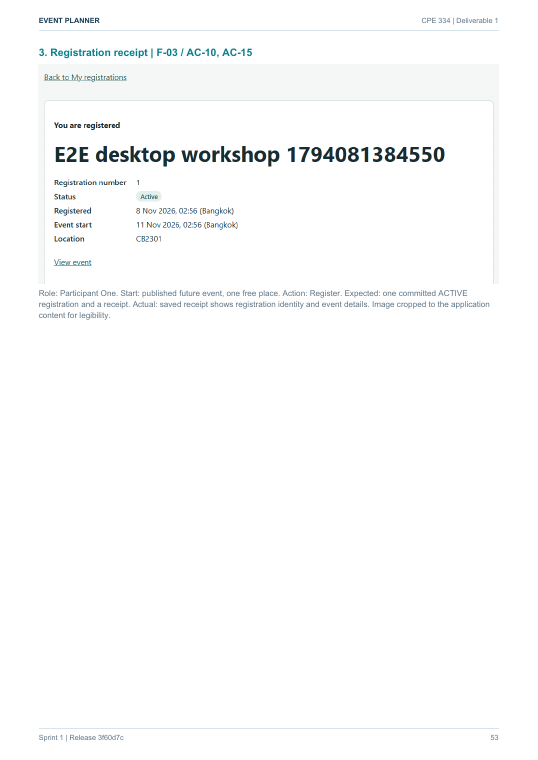 EVENT PLANNER
CPE 334 | Deliverable 1
3. Registration receipt | F-03 / AC-10, AC-15
Back to My registrations
You are registered
E2E desktop workshop 1794081384550
Registration number 1
Status Active
Registered 8 Nov 2026, 02:56 (Bangkok)
Event start 11 Nov 2026, 02:56 (Bangkok)
Location CB2301
View event
Role: Participant One. Start: published future event, one free place. Action: Register. Expected: one committed ACTIVE
registration and a receipt. Actual: saved receipt shows registration identity and event details. Image cropped to the application
content for legibility.
Sprint 1 | Release 3f60d7c
53